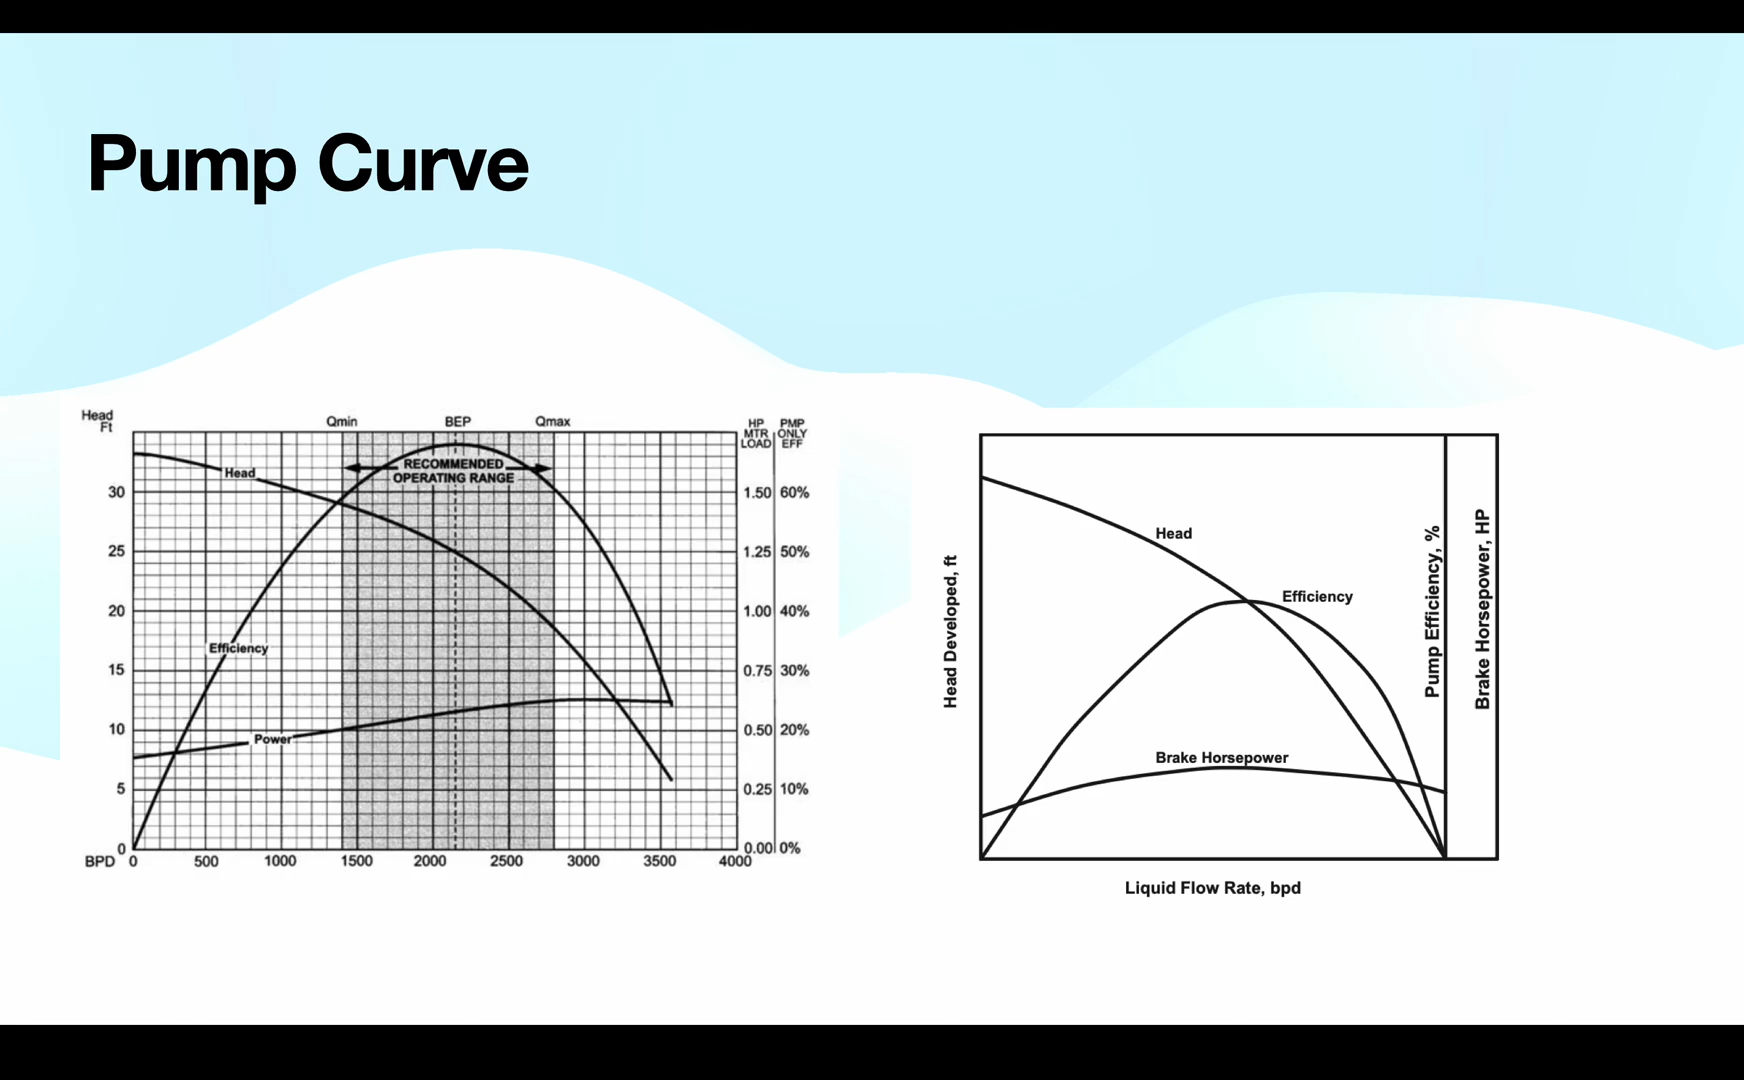 Pump Curve
Head
Ft
Qmin
BEP
Qmax
HP
MTR
LOAD
PMP
ONLY
EFF
RECOMMENDED
OPERATING RANGE
Head
Efficiency
Power
30
25
20
15
10
5
0
1.50 60%
1.25 50%
1.00 40%
0.75 30%
0.50 20%
0.25 10%
0.00 0%
BPD 0 500 1000 1500 2000 2500 3000 3500 4000
Head Developed, ft
Head
Efficiency
Brake Horsepower
Pump Efficiency, %
Brake Horsepower, HP
Liquid Flow Rate, bpd